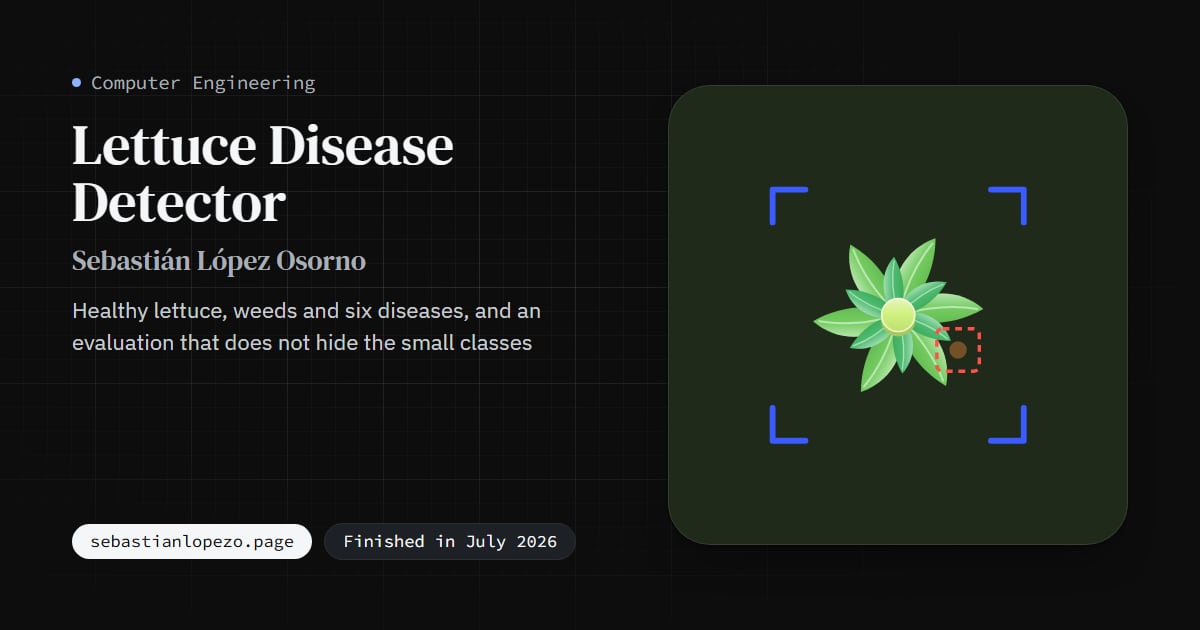 Computer Engineering
Lettuce Disease
Detector
Sebastián López Osorno
Healthy lettuce, weeds and six diseases, and an
evaluation that does not hide the small classes
sebastianlopezo.page
Finished in July 2026